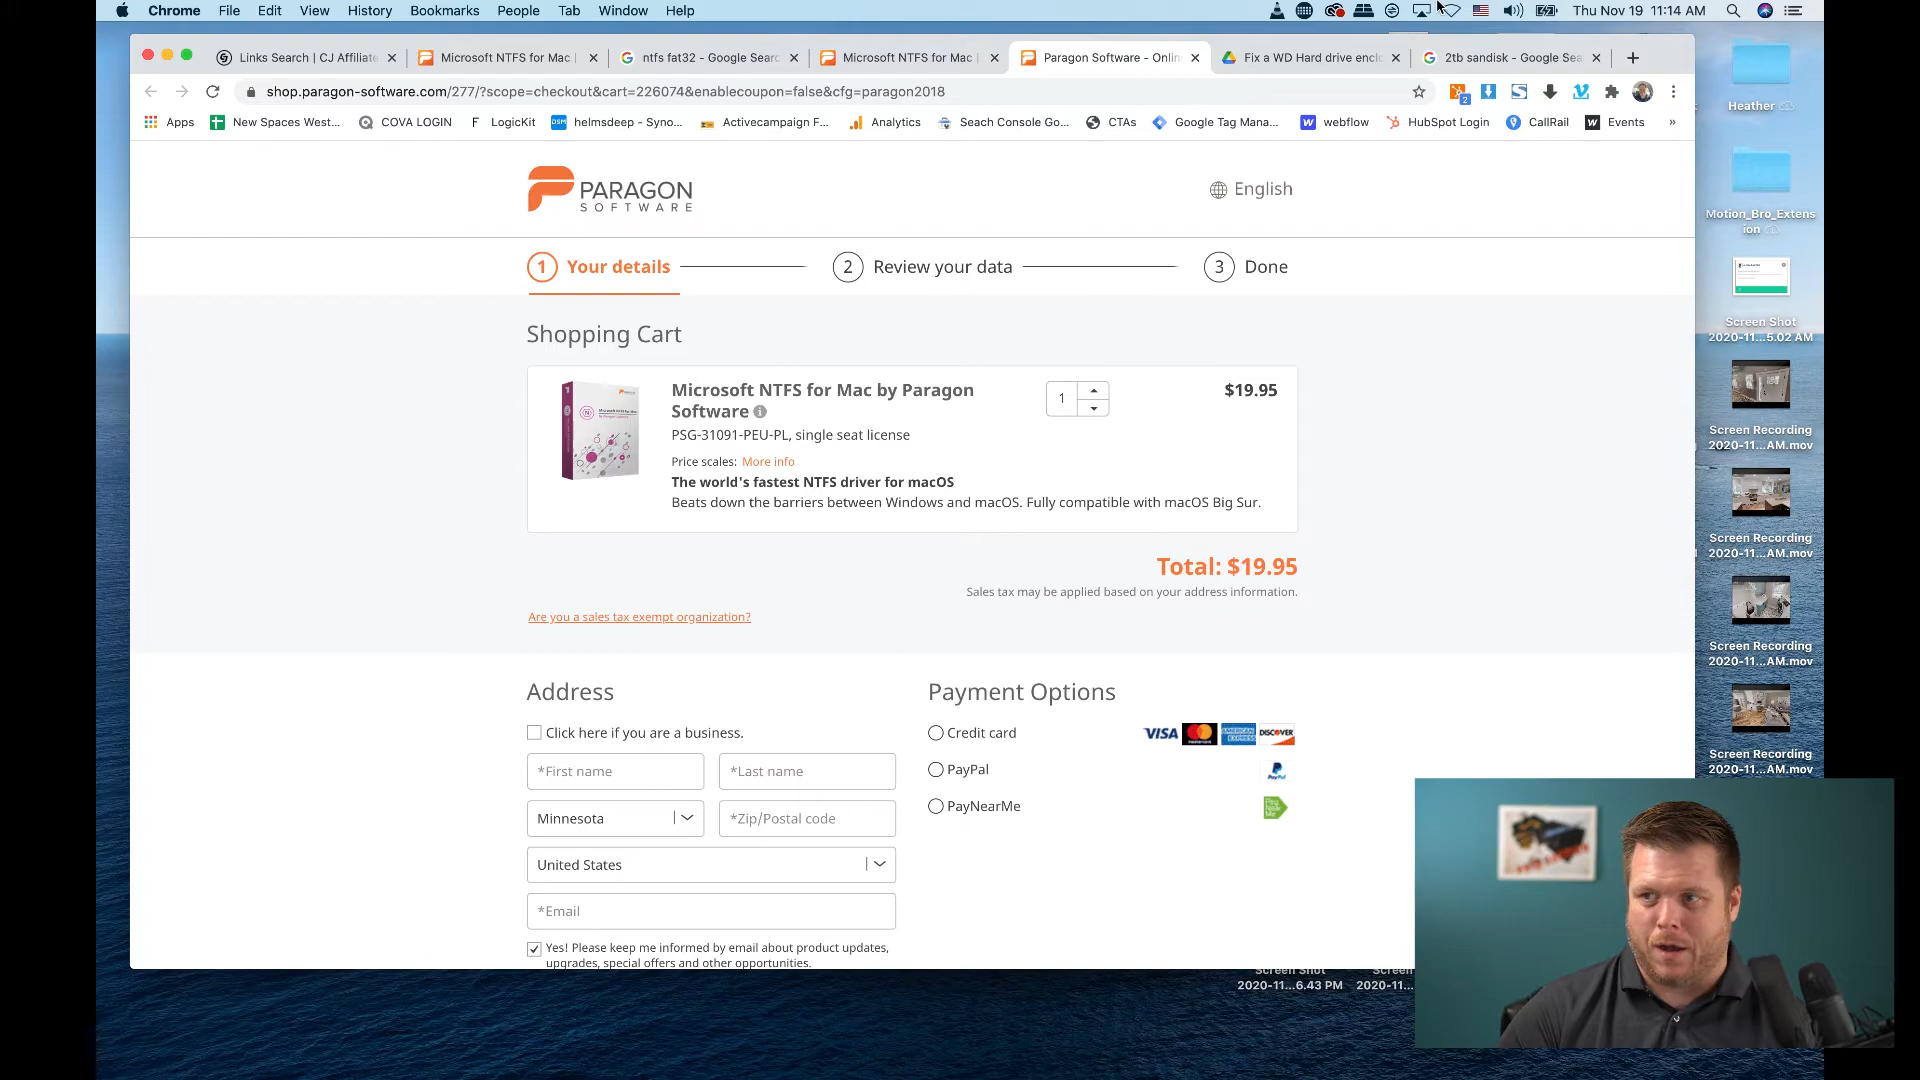 Chrome File Edit View History Bookmarks People Tab Window Help
Thu Nov 19 11:14 AM
Links Search | CJ Affiliate
Microsoft NTFS for Mac |
ntfs fat32 - Google Searc
Microsoft NTFS for Mac |
Paragon Software - Onlin
Fix a WD Hard drive enclo
2tb sandisk - Google Sea
shop.paragon-software.com/277/?scope=checkout&cart=226074&enablecoupon=false&cfg=paragon2018
2
Apps New Spaces West... COVA LOGIN LogicKit helmsdeep - Syno... Activecampaign F... Analytics Seach Console Go... CTAs Google Tag Mana... webflow HubSpot Login CallRail Events »
PARAGON
SOFTWARE
English
1 Your details
2 Review your data
3 Done
Shopping Cart
Microsoft NTFS for Mac by Paragon
Software
1
$19.95
PSG-31091-PEU-PL, single seat license
Price scales: More info
The world's fastest NTFS driver for macOS
Beats down the barriers between Windows and macOS. Fully compatible with macOS Big Sur.
Total: $19.95
Sales tax may be applied based on your address information.
Are you a sales tax exempt organization?
Address
Click here if you are a business.
*First name
*Last name
Minnesota
*Zip/Postal code
United States
*Email
Yes! Please keep me informed by email about product updates,
upgrades, special offers and other opportunities.
Payment Options
Credit card
VISA
DISCOVER
PayPal
PayPal
PayNearMe
Heather
Motion_Bro_Extens
ion
Screen Shot
2020-11...5.02 AM
Screen Recording
2020-11...AM.mov
Screen Recording
2020-11...AM.mov
Screen Recording
2020-11...AM.mov
Screen Recording
2020-11...AM.mov
Screen Shot
2020-11...6.43 PM
Screen
2020-11...